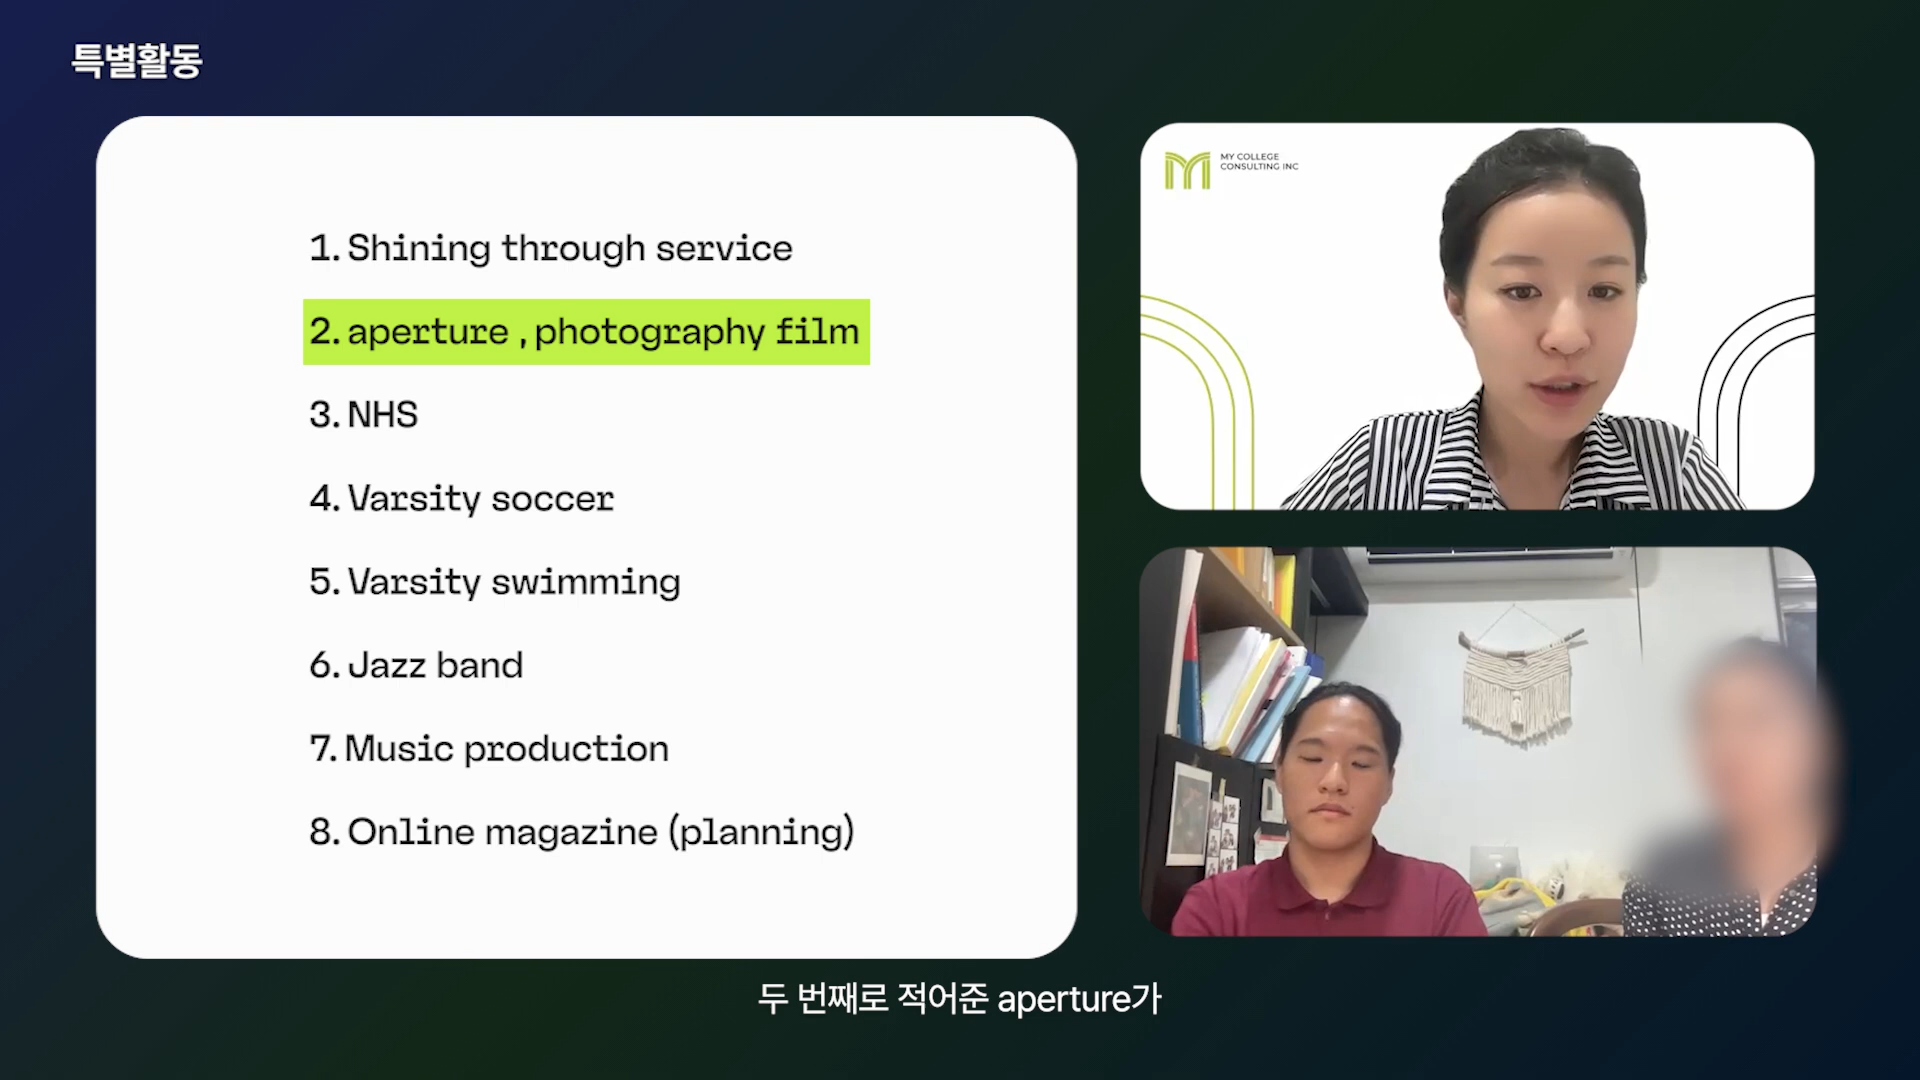 특별활동
1. Shining through service
2. aperture , photography film
3. NHS
4. Varsity soccer
5. Varsity swimming
6. Jazz band
7. Music production
8. Online magazine (planning)
MY COLLEGE
CONSULTING INC
두 번째로 적어준 aperture가